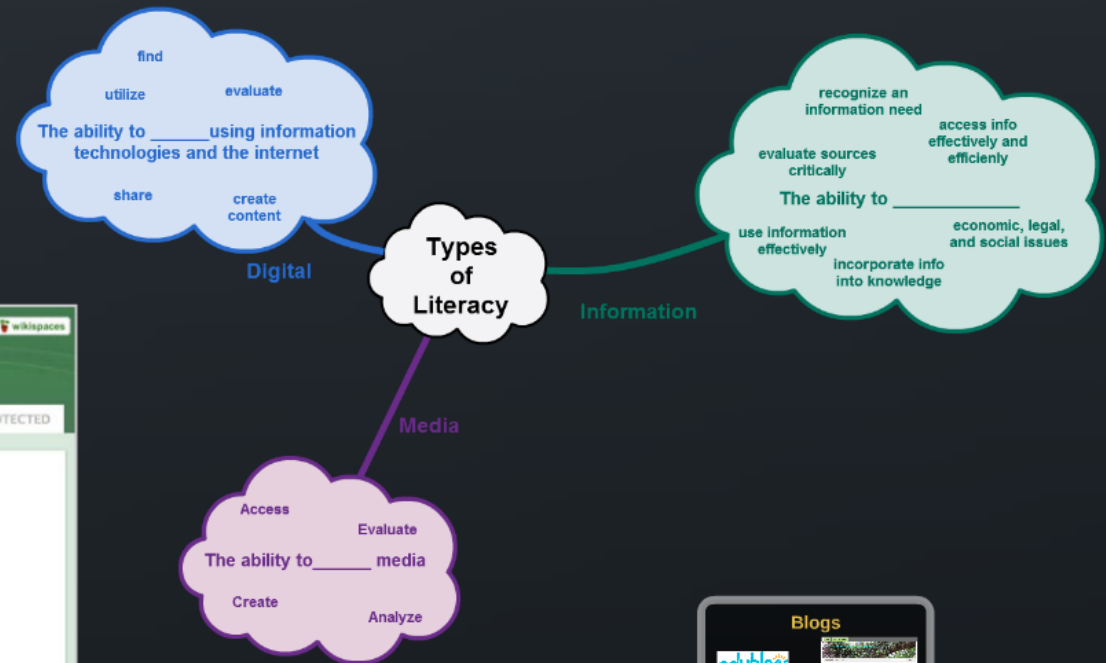 find
utilize
evaluate
The ability to ______using information
technologies and the internet
share
create
content
Digital
Types
of
Literacy
recognize an
information need
access info
effectively and
efficienly
evaluate sources
critically
The ability to _____________
use information
effectively
economic, legal,
and social issues
incorporate info
into knowledge
Information
wikispaces
OTECTED
Media
Access
Evaluate
The ability to______ media
Create
Analyze
Blogs
edublogs